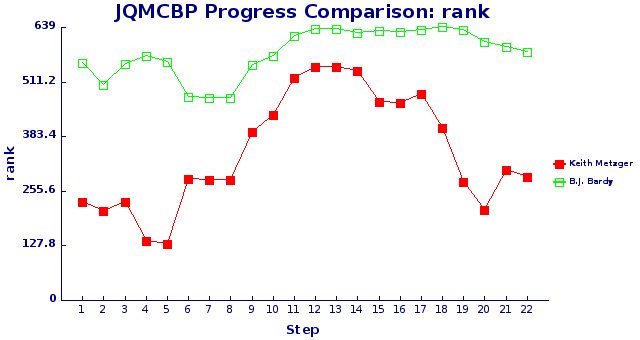 JQMCBP Progress Comparison: rank
639
511.2
383.4
255.6
127.8
0
rank
1 2 3 4 5 6 7 8 9 10 11 12 13 14 15 16 17 18 19 20 21 22
Step
Keith Metzger
B.J. Bardy